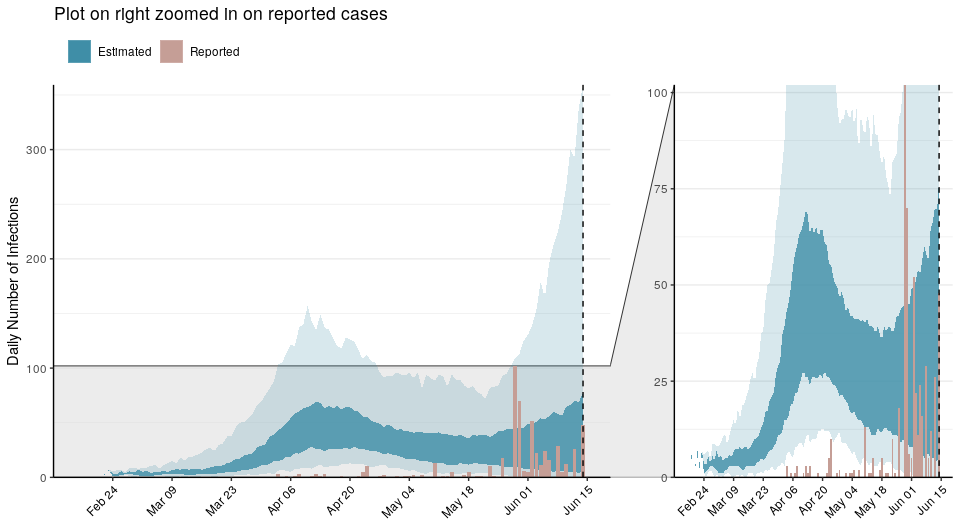 Plot on right zoomed in on reported cases
Estimated Reported
Daily Number of Infections
300
200
100
0
Feb 24 Mar 09 Mar 23 Apr 06 Apr 20 May 04 May 18 Jun 01 Jun 15
100
75
50
25
0
Feb 24 Mar 09 Mar 23 Apr 06 Apr 20 May 04 May 18 Jun 01 Jun 15